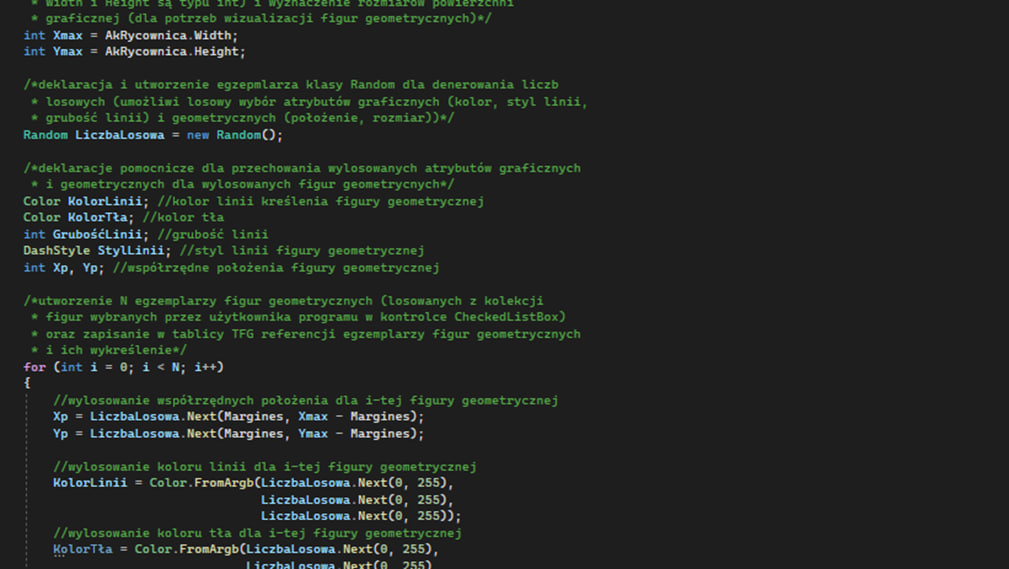 * Width i Height są typu int) i wyznaczenie rozmiarów powierzchni
* graficznej (dla potrzeb wizualizacji figur geometrycznych)*/
int Xmax = AkRycownica.Width;
int Ymax = AkRycownica.Height;
/*deklaracja i utworzenie egzepmlarza klasy Random dla denerowania liczb
* losowych (umożliwi losowy wybór atrybutów graficznych (kolor, styl linii,
* grubość linii) i geometrycznych (położenie, rozmiar))*/
Random LiczbaLosowa = new Random();
/*deklaracje pomocnicze dla przechowania wylosowanych atrybutów graficznych
* i geometrycznych dla wylosowanych figur geometrycynch*/
Color KolorLinii; //kolor linii kreślenia figury geometrycznej
Color KolorTła; //kolor tła
int GrubośćLinii; //grubość linii
DashStyle StylLinii; //styl linii figury geometrycznej
int Xp, Yp; //współrzędne położenia figury geometrycznej
/*utworzenie N egzemplarzy figur geometrycznych (losowanych z kolekcji
* figur wybranych przez użytkownika programu w kontrolce CheckedListBox)
* oraz zapisanie w tablicy TFG referencji egzemplarzy figur geometrycznych
* i ich wykreślenie*/
for (int i = 0; i < N; i++)
{
//wylosowanie współrzędnych położenia dla i-tej figury geometrycznej
Xp = LiczbaLosowa.Next(Margines, Xmax - Margines);
Yp = LiczbaLosowa.Next(Margines, Ymax - Margines);
//wylosowanie koloru linii dla i-tej figury geometrycznej
KolorLinii = Color.FromArgb(LiczbaLosowa.Next(0, 255),
LiczbaLosowa.Next(0, 255),
LiczbaLosowa.Next(0, 255));
//wylosowanie koloru tła dla i-tej figury geometrycznej
KolorTła = Color.FromArgb(LiczbaLosowa.Next(0, 255),
LiczbaLosowa.Next(0, 255)